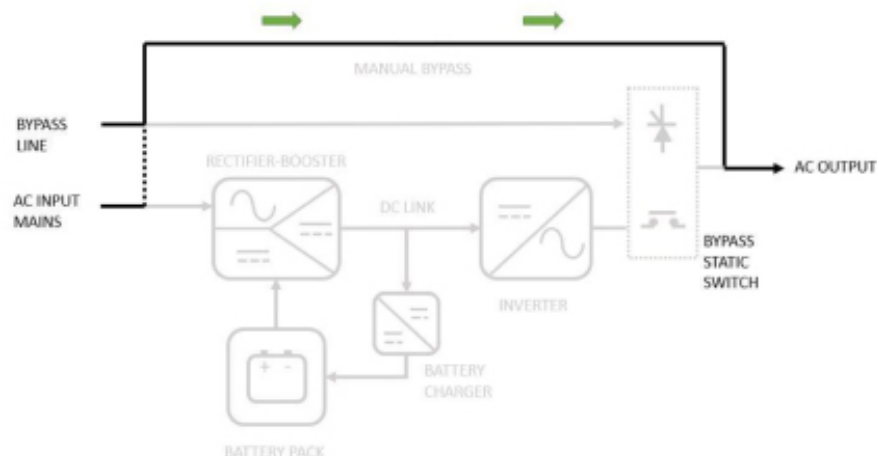 MANUAL BYPASS
BYPASS
LINE
RECTIFIER-BOOSTER
AC OUTPUT
AC INPUT
MAINS
DC LINK
BYPASS
STATIC
SWITCH
INVERTER
+ -
BATTERY
CHARGER
BATTERY PACK